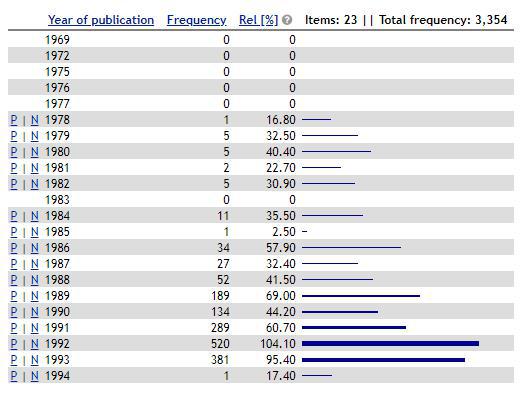 Year of publication Frequency Rel [%] ? Items: 23 || Total frequency: 3,354
1969 0 0
1972 0 0
1975 0 0
1976 0 0
1977 0 0
P | N 1978 1 16.80
P | N 1979 5 32.50
P | N 1980 5 40.40
P | N 1981 2 22.70
P | N 1982 5 30.90
1983 0 0
P | N 1984 11 35.50
P | N 1985 1 2.50
P | N 1986 34 57.90
P | N 1987 27 32.40
P | N 1988 52 41.50
P | N 1989 189 69.00
P | N 1990 134 44.20
P | N 1991 289 60.70
P | N 1992 520 104.10
P | N 1993 381 95.40
P | N 1994 1 17.40